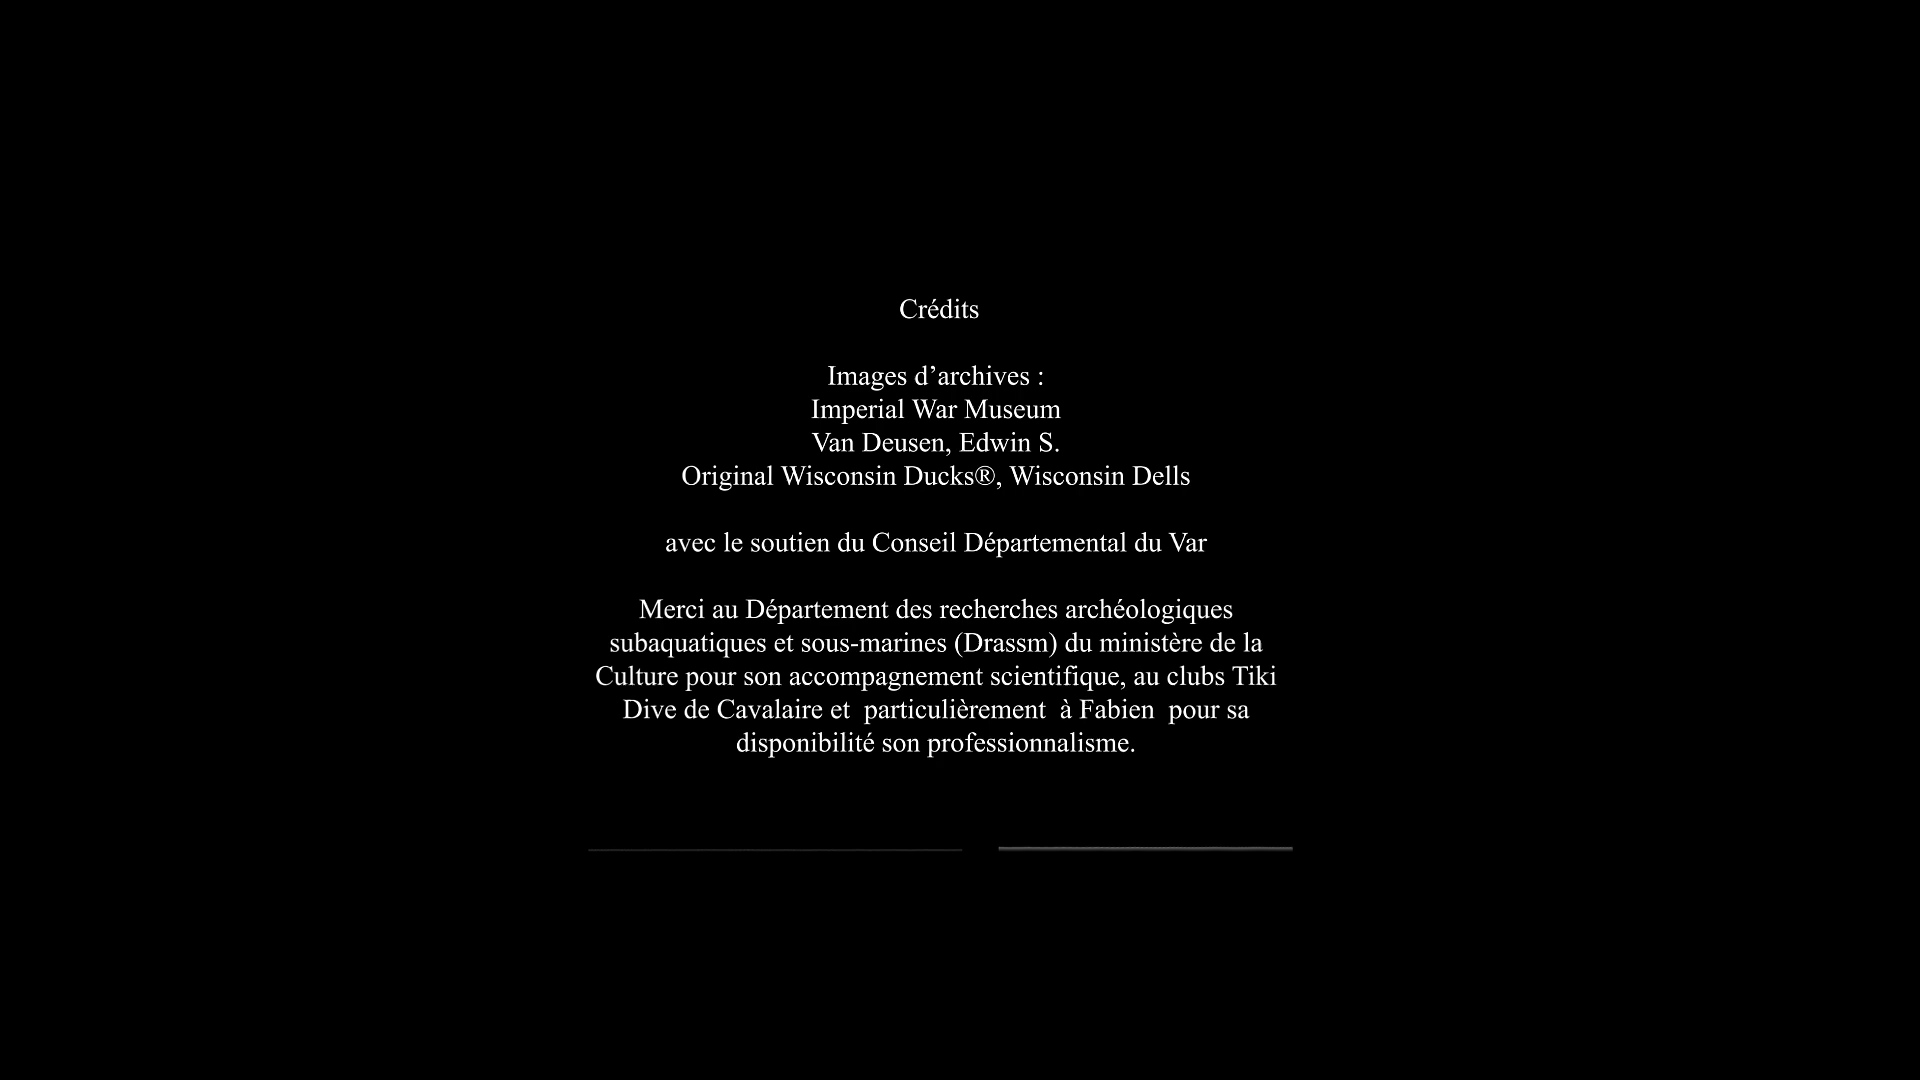 Crédits
Images d’archives :
Imperial War Museum
Van Deusen, Edwin S.
Original Wisconsin Ducks®, Wisconsin Dells
avec le soutien du Conseil Départemental du Var
Merci au Département des recherches archéologiques
subaquatiques et sous-marines (Drassm) du ministère de la
Culture pour son accompagnement scientifique, au clubs Tiki
Dive de Cavalaire et  particulièrement  à Fabien  pour sa
disponibilité son professionnalisme.